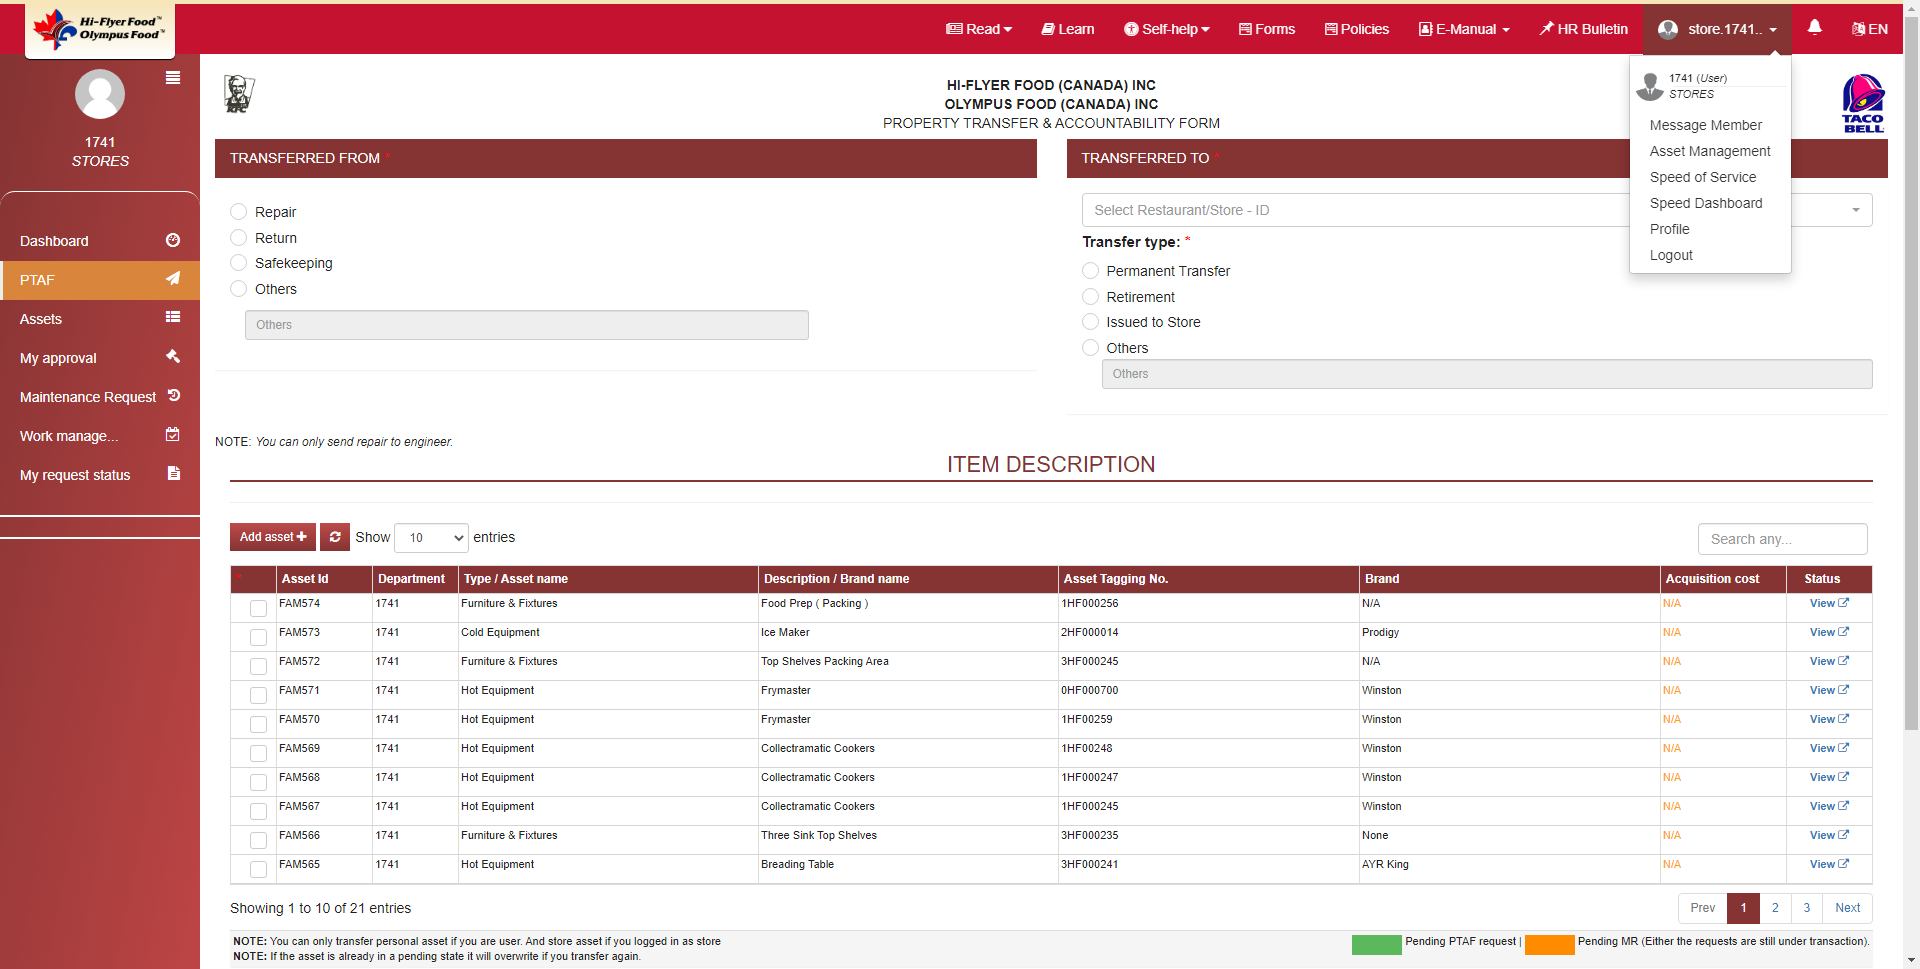 Hi-Flyer Food™
Olympus Food™
Read
Learn
Self-help
Forms
Policies
E-Manual
HR Bulletin
store.1741..
EN
1741 (User)
STORES
Message Member
Asset Management
Speed of Service
Speed Dashboard
Profile
Logout
1741
STORES
Dashboard
PTAF
Assets
My approval
Maintenance Request
Work manage...
My request status
KFC
HI-FLYER FOOD (CANADA) INC
OLYMPUS FOOD (CANADA) INC
PROPERTY TRANSFER & ACCOUNTABILITY FORM
TACO
BELL
TRANSFERRED FROM *
Repair
Return
Safekeeping
Others
Others
TRANSFERRED TO *
Select Restaurant/Store - ID
Transfer type: *
Permanent Transfer
Retirement
Issued to Store
Others
Others
NOTE: You can only send repair to engineer.
ITEM DESCRIPTION
Add asset Show 10 entries
Search any...
* Asset Id Department Type / Asset name Description / Brand name Asset Tagging No. Brand Acquisition cost Status
FAM574 1741 Furniture & Fixtures Food Prep ( Packing ) 1HF000256 N/A N/A View
FAM573 1741 Cold Equipment Ice Maker 2HF000014 Prodigy N/A View
FAM572 1741 Furniture & Fixtures Top Shelves Packing Area 3HF000245 N/A N/A View
FAM571 1741 Hot Equipment Frymaster 0HF000700 Winston N/A View
FAM570 1741 Hot Equipment Frymaster 1HF00259 Winston N/A View
FAM569 1741 Hot Equipment Collectramatic Cookers 1HF00248 Winston N/A View
FAM568 1741 Hot Equipment Collectramatic Cookers 1HF000247 Winston N/A View
FAM567 1741 Hot Equipment Collectramatic Cookers 1HF000245 Winston N/A View
FAM566 1741 Furniture & Fixtures Three Sink Top Shelves 3HF000235 None N/A View
FAM565 1741 Hot Equipment Breading Table 3HF000241 AYR King N/A View
Showing 1 to 10 of 21 entries
Prev 1 2 3 Next
NOTE: You can only transfer personal asset if you are user. And store asset if you logged in as store
NOTE: If the asset is already in a pending state it will overwrite if you transfer again.
Pending PTAF request | Pending MR (Either the requests are still under transaction).